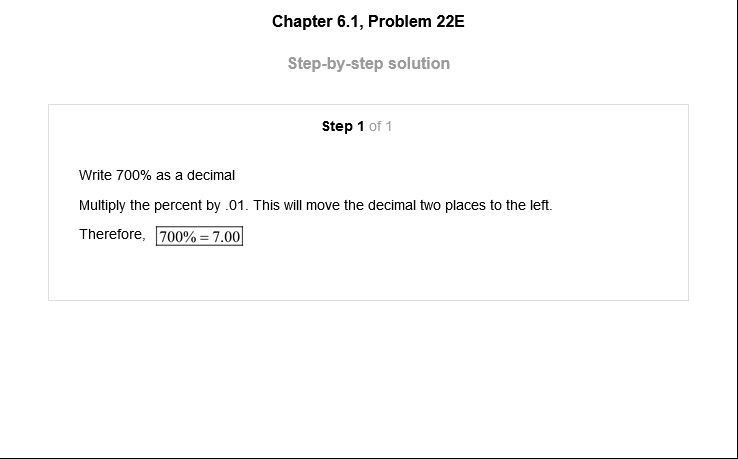 Chapter 6.1, Problem 22E
Step-by-step solution
Step 1 of 1
Write 700% as a decimal
Multiply the percent by .01. This will move the decimal two places to the left.
Therefore, 700% = 7.00